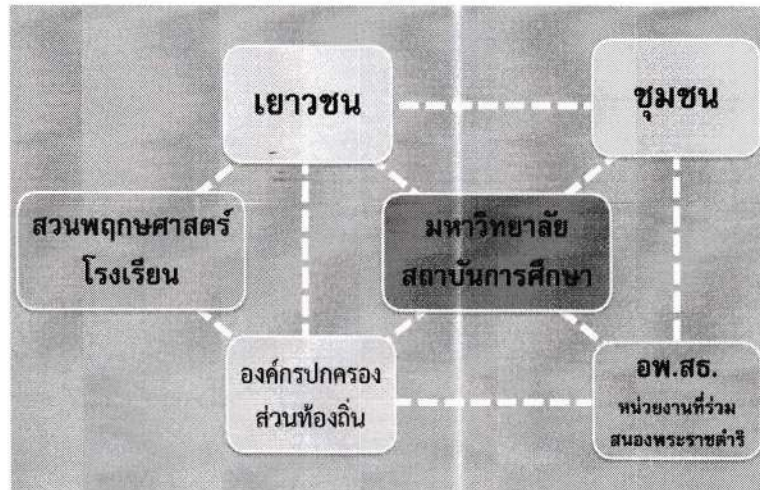 เยาวชน
ชุมชน
สวนพฤกษศาสตร์
โรงเรียน
มหาวิทยาลัย
สถาบันการศึกษา
องค์กรปกครอง
ส่วนท้องถิ่น
อพ.สธ.
หน่วยงานที่ร่วม
สนองพระราชดำริ